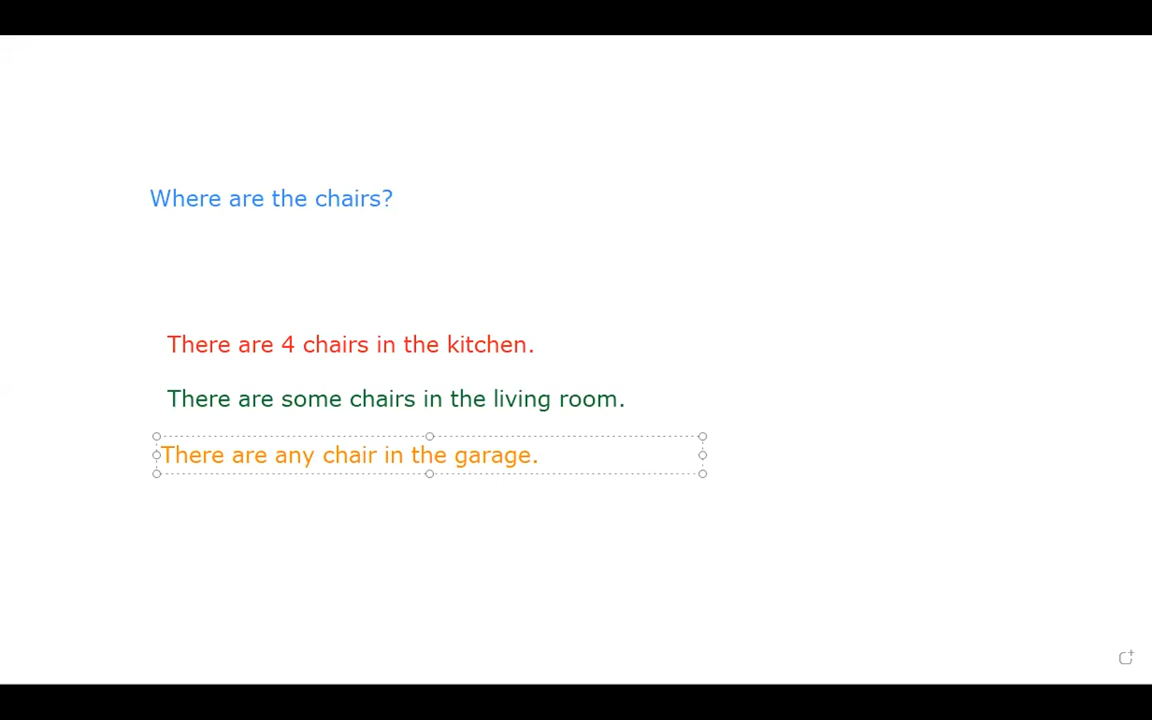 Where are the chairs?
There are 4 chairs in the kitchen.
There are some chairs in the living room.
There are any chair in the garage.